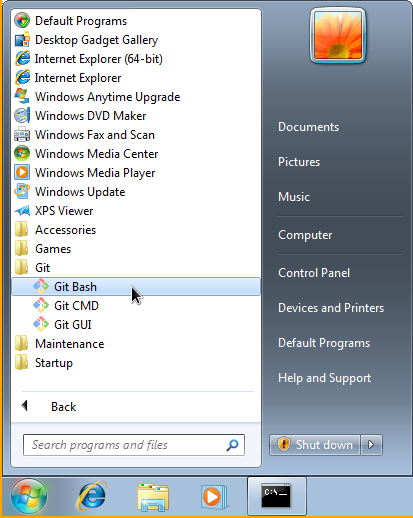 Default Programs
Desktop Gadget Gallery
Internet Explorer (64-bit)
Internet Explorer
Windows Anytime Upgrade
Windows DVD Maker
Windows Fax and Scan
Windows Media Center
Windows Media Player
Windows Update
XPS Viewer
Accessories
Games
Git
Git Bash
Git CMD
Git GUI
Maintenance
Startup
Back
Search programs and files
Documents
Pictures
Music
Computer
Control Panel
Devices and Printers
Default Programs
Help and Support
Shut down
C:\_